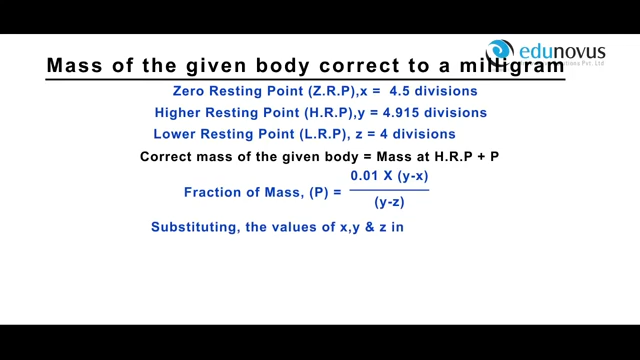 edunovus
Mass of the given body correct to a milligram
Zero Resting Point (Z.R.P),x = 4.5 divisions
Higher Resting Point (H.R.P),y = 4.915 divisions
Lower Resting Point (L.R.P), z = 4 divisions
Correct mass of the given body = Mass at H.R.P + P
0.01 X (y-x)
Fraction of Mass, (P) =
(y-z)
Substituting, the values of x,y & z in